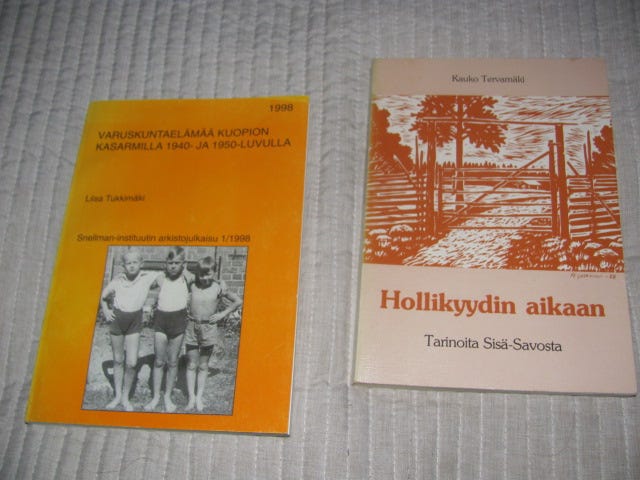 1998
VARUSKUNTAELÄMÄÄ KUOPION
KASARMILLA 1940- JA 1950-LUVULLA
Liisa Tukkimäki
Snellman-instituutin arkistojulkaisu 1/1998
Kauko Tervamäki
Hollikyydin aikaan
Tarinoita Sisä-Savosta